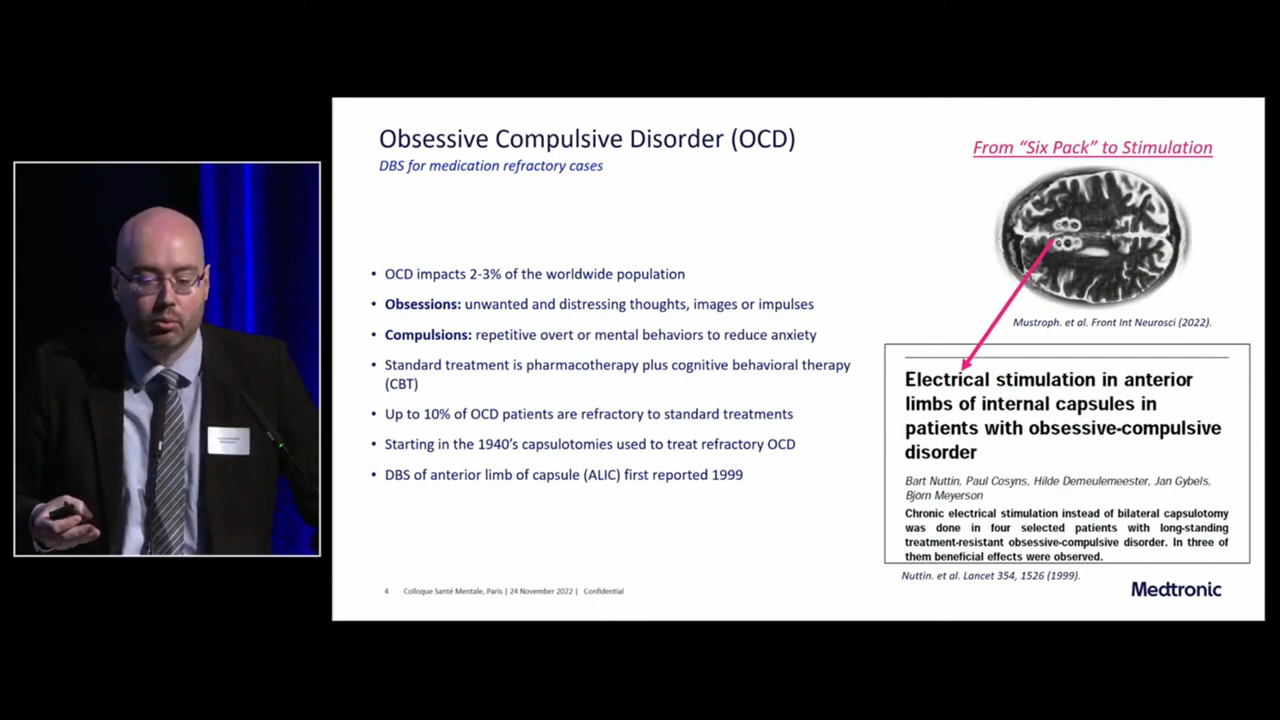 Obsessive Compulsive Disorder (OCD)
DBS for medication refractory cases
• OCD impacts 2-3% of the worldwide population
• Obsessions: unwanted and distressing thoughts, images or impulses
• Compulsions: repetitive overt or mental behaviors to reduce anxiety
• Standard treatment is pharmacotherapy plus cognitive behavioral therapy
(CBT)
• Up to 10% of OCD patients are refractory to standard treatments
• Starting in the 1940’s capsulotomies used to treat refractory OCD
• DBS of anterior limb of capsule (ALIC) first reported 1999
From “Six Pack” to Stimulation
Mustroph. et al. Front Int Neurosci (2022).
Electrical stimulation in anterior
limbs of internal capsules in
patients with obsessive-compulsive
disorder
Bart Nuttin, Paul Cosyns, Hilde Demeulemeester, Jan Gybels,
Björn Meyerson
Chronic electrical stimulation instead of bilateral capsulotomy
was done in four selected patients with long-standing
treatment-resistant obsessive-compulsive disorder. In three of
them beneficial effects were observed.
Nuttin. et al. Lancet 354, 1526 (1999).
4 Colloque Santé Mentale, Paris | 24 November 2022 | Confidential
Medtronic